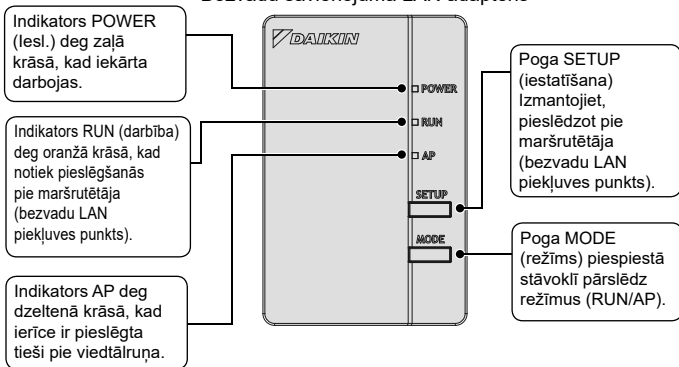 Bezvadu savienojuma LAN adapteris
Indikators POWER
(Iesl.) deg zaļā
krāsā, kad iekārta
darbojas.
Indikators RUN (darbība)
deg oranžā krāsā, kad
notiek pieslēgšanās
pie maršrutētāja
(bezvadu LAN
piekļuves punkts).
Indikators AP deg
dzeltenā krāsā, kad
ierīce ir pieslēgta
tieši pie viedtālruņa.
DAIKIN
POWER
RUN
AP
SETUP
MODE
Poga SETUP
(iestatīšana)
Izmantojiet,
pieslēdzot pie
maršrutētāja
(bezvadu LAN
piekļuves punkts).
Poga MODE
(režīms) piespiestā
stāvoklī pārslēdz
režīmus (RUN/AP).